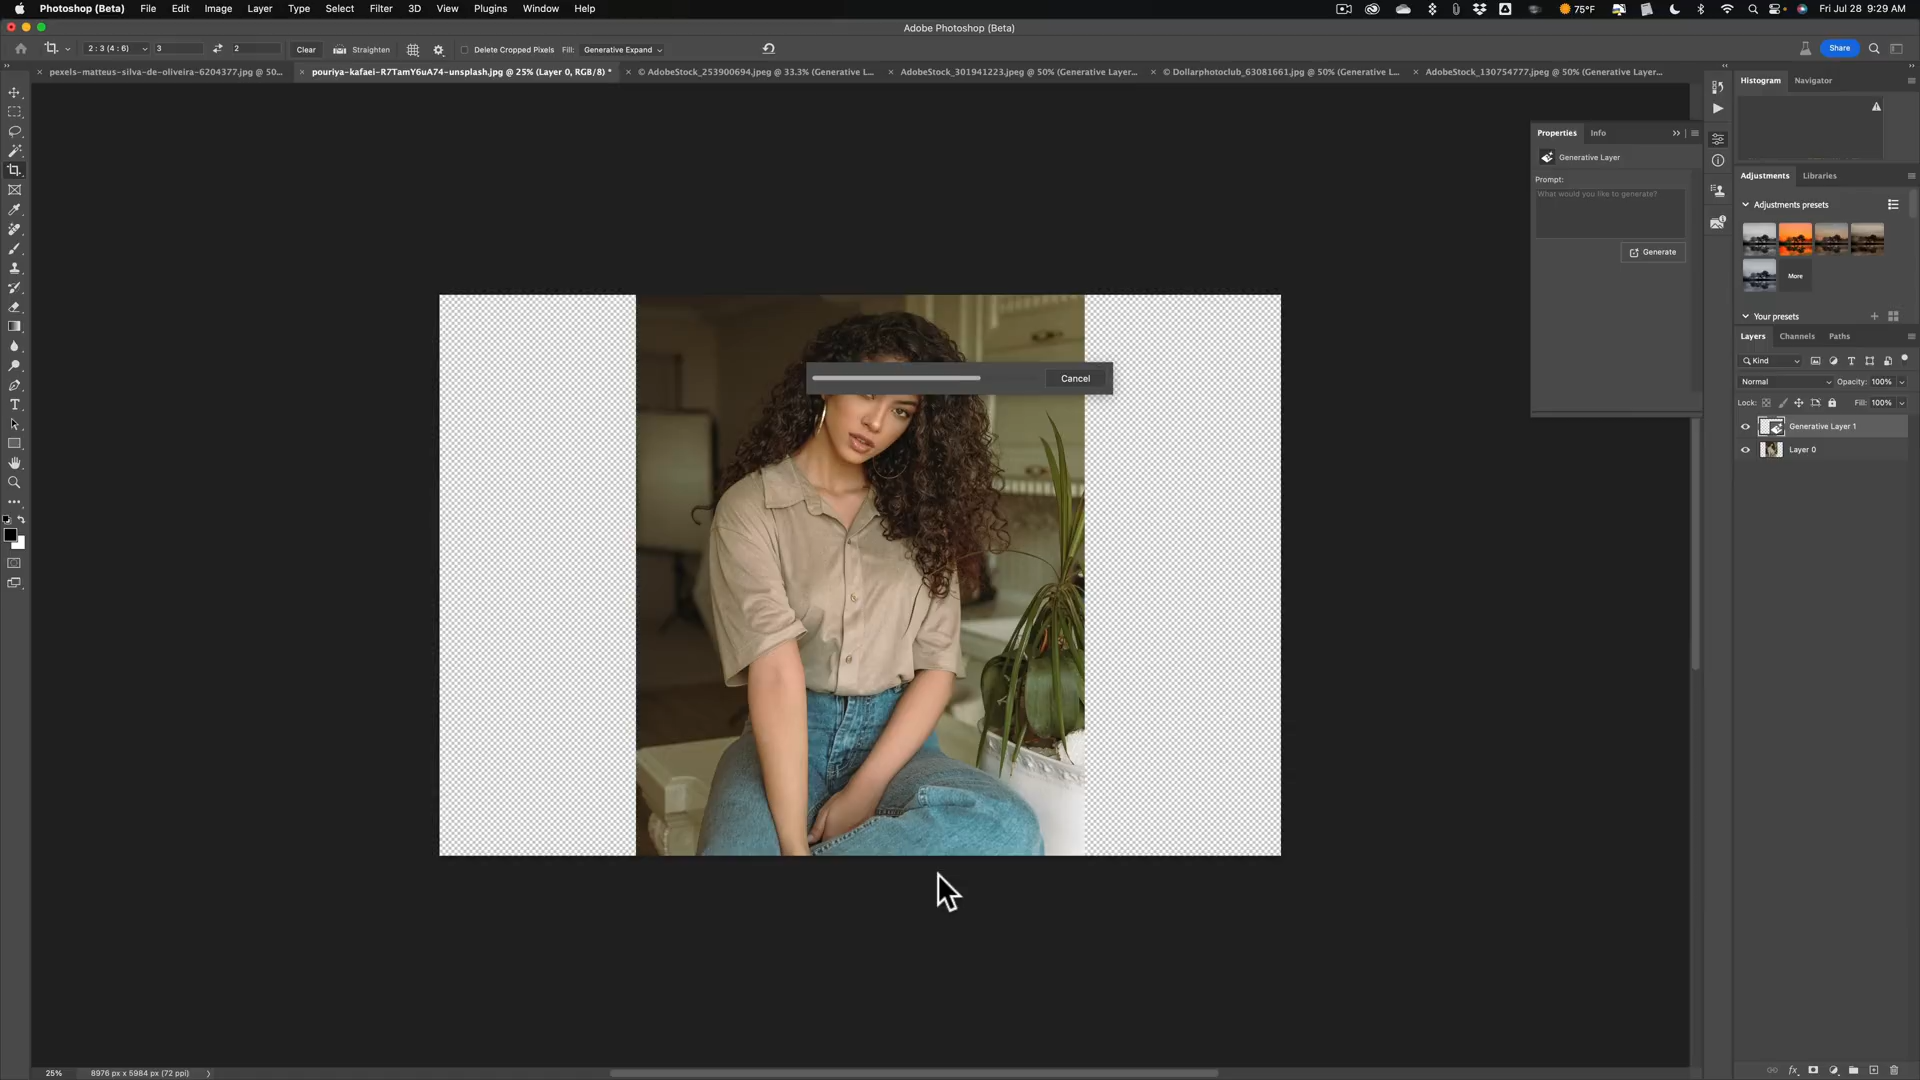 Photoshop (Beta) File Edit Image Layer Type Select Filter 3D View Plugins Window Help 75°F Fri Jul 28 9:29 AM
Adobe Photoshop (Beta)
2 : 3 (4 : 6) 3 2 Clear Straighten Delete Cropped Pixels Fill: Generative Expand Share
pexels-matteus-silva-de-oliveira-6204377.jpg @ 50... pouriya-kafaei-R7TamY6uA74-unsplash.jpg @ 25% (Layer 0, RGB/8) * © AdobeStock_253900694.jpeg @ 33.3% (Generative L... AdobeStock_301941223.jpeg @ 50% (Generative Layer... © Dollarphotoclub_63081661.jpg @ 50% (Generative L... AdobeStock_130754777.jpeg @ 50% (Generative Layer...
Histogram Navigator
Properties Info
Generative Layer
Prompt:
What would you like to generate?
Generate
Adjustments Libraries
Adjustments presets
More
Your presets
Layers Channels Paths
Kind
Normal Opacity: 100%
Lock: Fill: 100%
Generative Layer 1
Layer 0
Cancel
25% 8976 px x 5984 px (72 ppi)